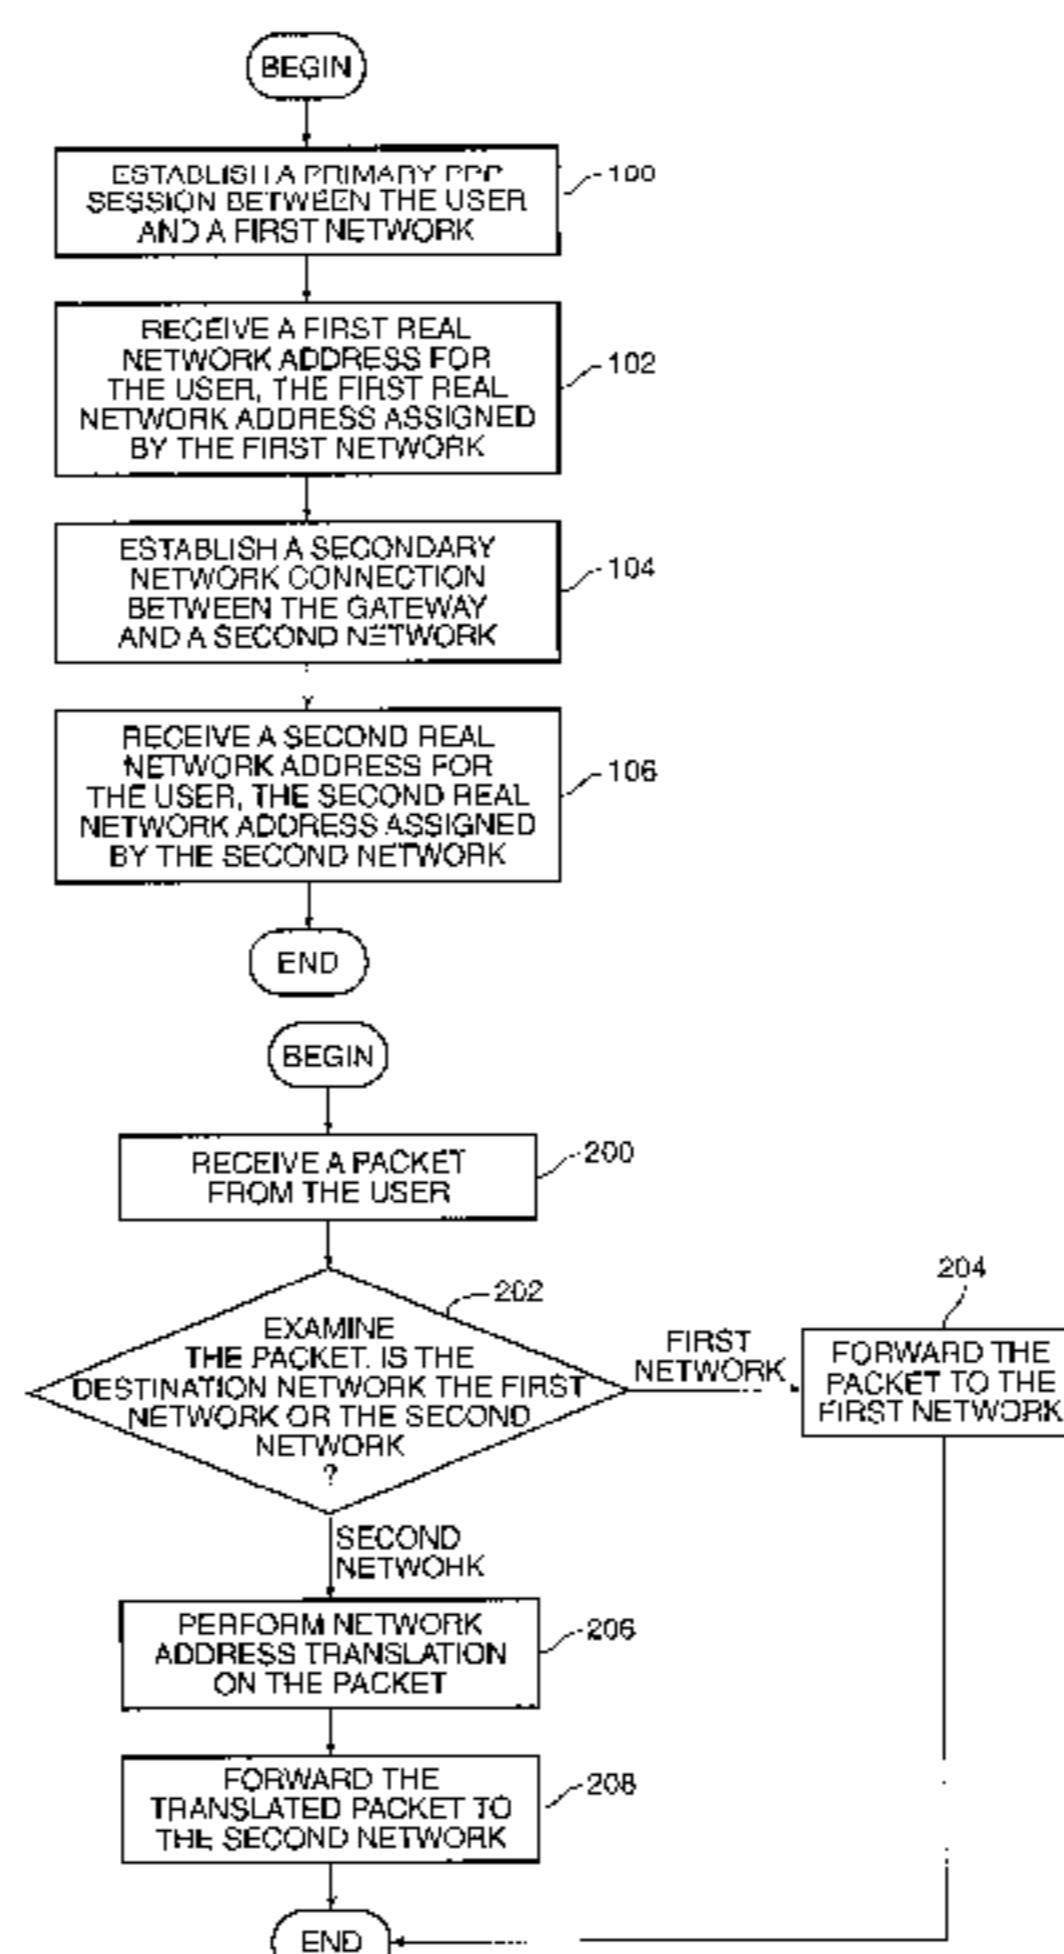 BEGIN
ESTABLISH A PRIMARY PPP
SESSION BETWEEN THE USER
AND A FIRST NETWORK
100
RECEIVE A FIRST REAL
NETWORK ADDRESS FOR
THE USER, THE FIRST REAL
NETWORK ADDRESS ASSIGNED
BY THE FIRST NETWORK
102
ESTABLISH A SECONDARY
NETWORK CONNECTION
BETWEEN THE GATEWAY
AND A SECOND NETWORK
104
RECEIVE A SECOND REAL
NETWORK ADDRESS FOR
THE USER, THE SECOND REAL
NETWORK ADDRESS ASSIGNED
BY THE SECOND NETWORK
106
END
BEGIN
RECEIVE A PACKET
FROM THE USER
200
EXAMINE
THE PACKET. IS THE
DESTINATION NETWORK THE FIRST
NETWORK OR THE SECOND
NETWORK
?
202
FIRST
NETWORK
204
FORWARD THE
PACKET TO THE
FIRST NETWORK
SECOND
NETWORK
PERFORM NETWORK
ADDRESS TRANSLATION
ON THE PACKET
206
FORWARD THE
TRANSLATED PACKET TO
THE SECOND NETWORK
208
END